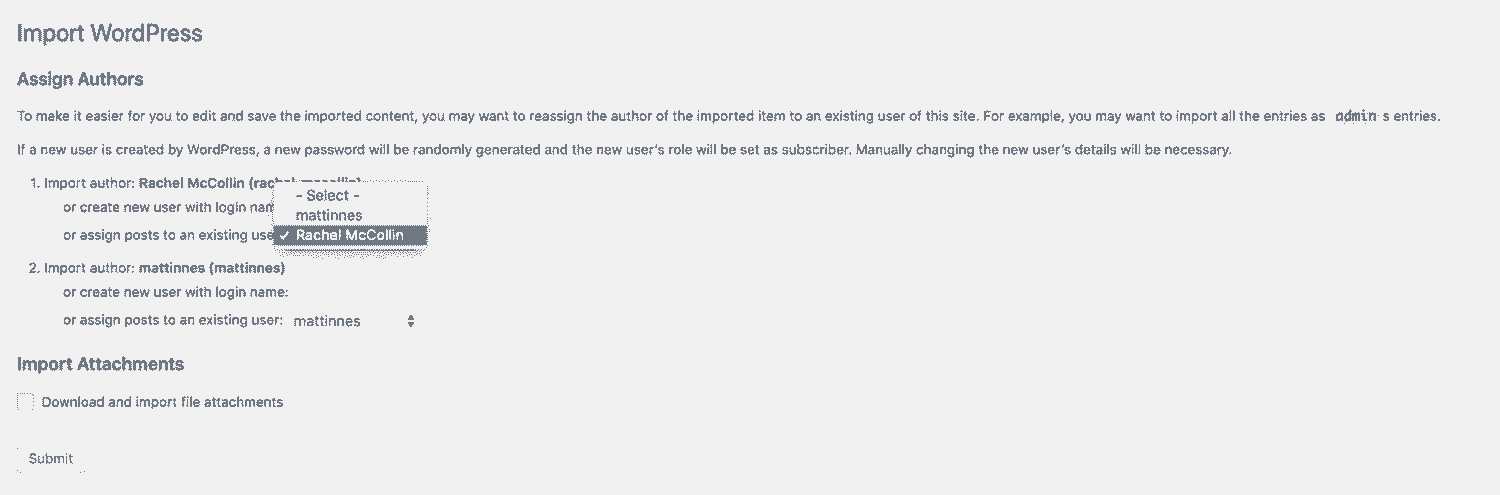 Import WordPress
Assign Authors
To make it easier for you to edit and save the imported content, you may want to reassign the author of the imported item to an existing user of this site. For example, you may want to import all the entries as admin s entries.
If a new user is created by WordPress, a new password will be randomly generated and the new user's role will be set as subscriber. Manually changing the new user's details will be necessary.
1. Import author: Rachel McCollin (rachel
- Select -
or create new user with login nam
mattinnes
or assign posts to an existing use
✓ Rachel McCollin
2. Import author: mattinnes (mattinnes)
or create new user with login name:
or assign posts to an existing user: mattinnes
Import Attachments
Download and import file attachments
Submit